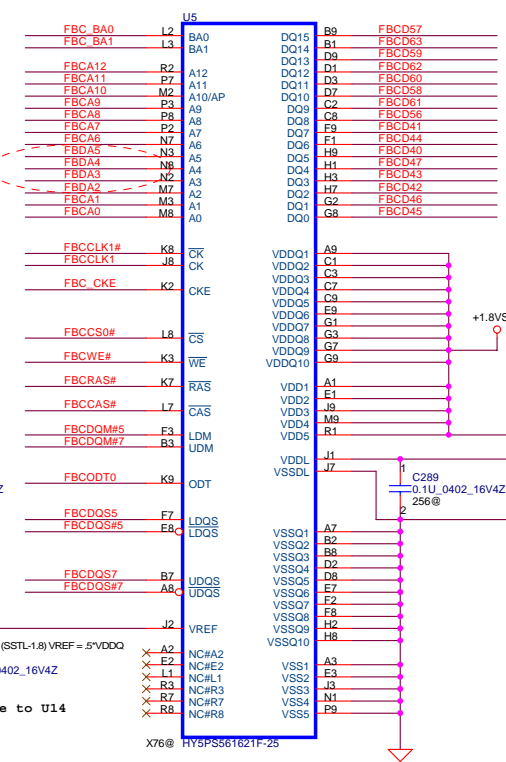 U5
FBC_BA0 L2 BA0 DQ15 B9 FBCD57
FBC_BA1 L3 BA1 DQ14 B1 FBCD63
DQ13 D9 FBCD59
FBCA12 R2 A12 DQ12 D1 FBCD62
FBCA11 P7 A11 DQ11 D3 FBCD60
FBCA10 M2 A10/AP DQ10 D7 FBCD58
FBCA9 P3 A9 DQ9 C2 FBCD61
FBCA8 P8 A8 DQ8 C8 FBCD56
FBCA7 P2 A7 DQ7 F9 FBCD41
FBCA6 N7 A6 DQ6 F1 FBCD44
FBDA5 N3 A5 DQ5 H9 FBCD40
FBDA4 N8 A4 DQ4 H1 FBCD47
FBDA3 N2 A3 DQ3 H3 FBCD43
FBDA2 M7 A2 DQ2 H7 FBCD42
FBCA1 M3 A1 DQ1 G2 FBCD46
FBCA0 M8 A0 DQ0 G8 FBCD45
FBCCLK1# K8 CK VDDQ1 A9
FBCCLK1 J8 CK VDDQ2 C1
VDDQ3 C3
FBC_CKE K2 CKE VDDQ4 C7
VDDQ5 C9
VDDQ6 E9
VDDQ7 G1
+1.8VS
FBCCS0# L8 CS VDDQ8 G3
VDDQ9 G7
FBCWE# K3 WE VDDQ10 G9
FBCRAS# K7 RAS VDD1 A1
VDD2 E1
FBCCAS# L7 CAS VDD3 J9
VDD4 M9
FBCDQM#5 F3 LDM VDD5 R1
FBCDQM#7 B3 UDM
VDDL J1
VSSDL J7
1
FBCODT0 K9 ODT
C289
0.1U_0402_16V4Z
256@
2
FBCDQS5 F7 LDQS
FBCDQS#5 E8 LDQS VSSQ1 A7
VSSQ2 B2
VSSQ3 B8
VSSQ4 D2
FBCDQS7 B7 UDQS VSSQ5 D8
FBCDQS#7 A8 UDQS VSSQ6 E7
VSSQ7 F2
VSSQ8 F8
J2 VREF VSSQ9 H2
VSSQ10 H8
(SSTL-1.8) VREF = .5*VDDQ
A2 NC#A2
E2 NC#E2 VSS1 A3
0402_16V4Z
L1 NC#L1 VSS2 E3
R3 NC#R3 VSS3 J3
R7 NC#R7 VSS4 N1
R8 NC#R8 VSS5 P9
e to U14
X76@ HY5PS561621F-25